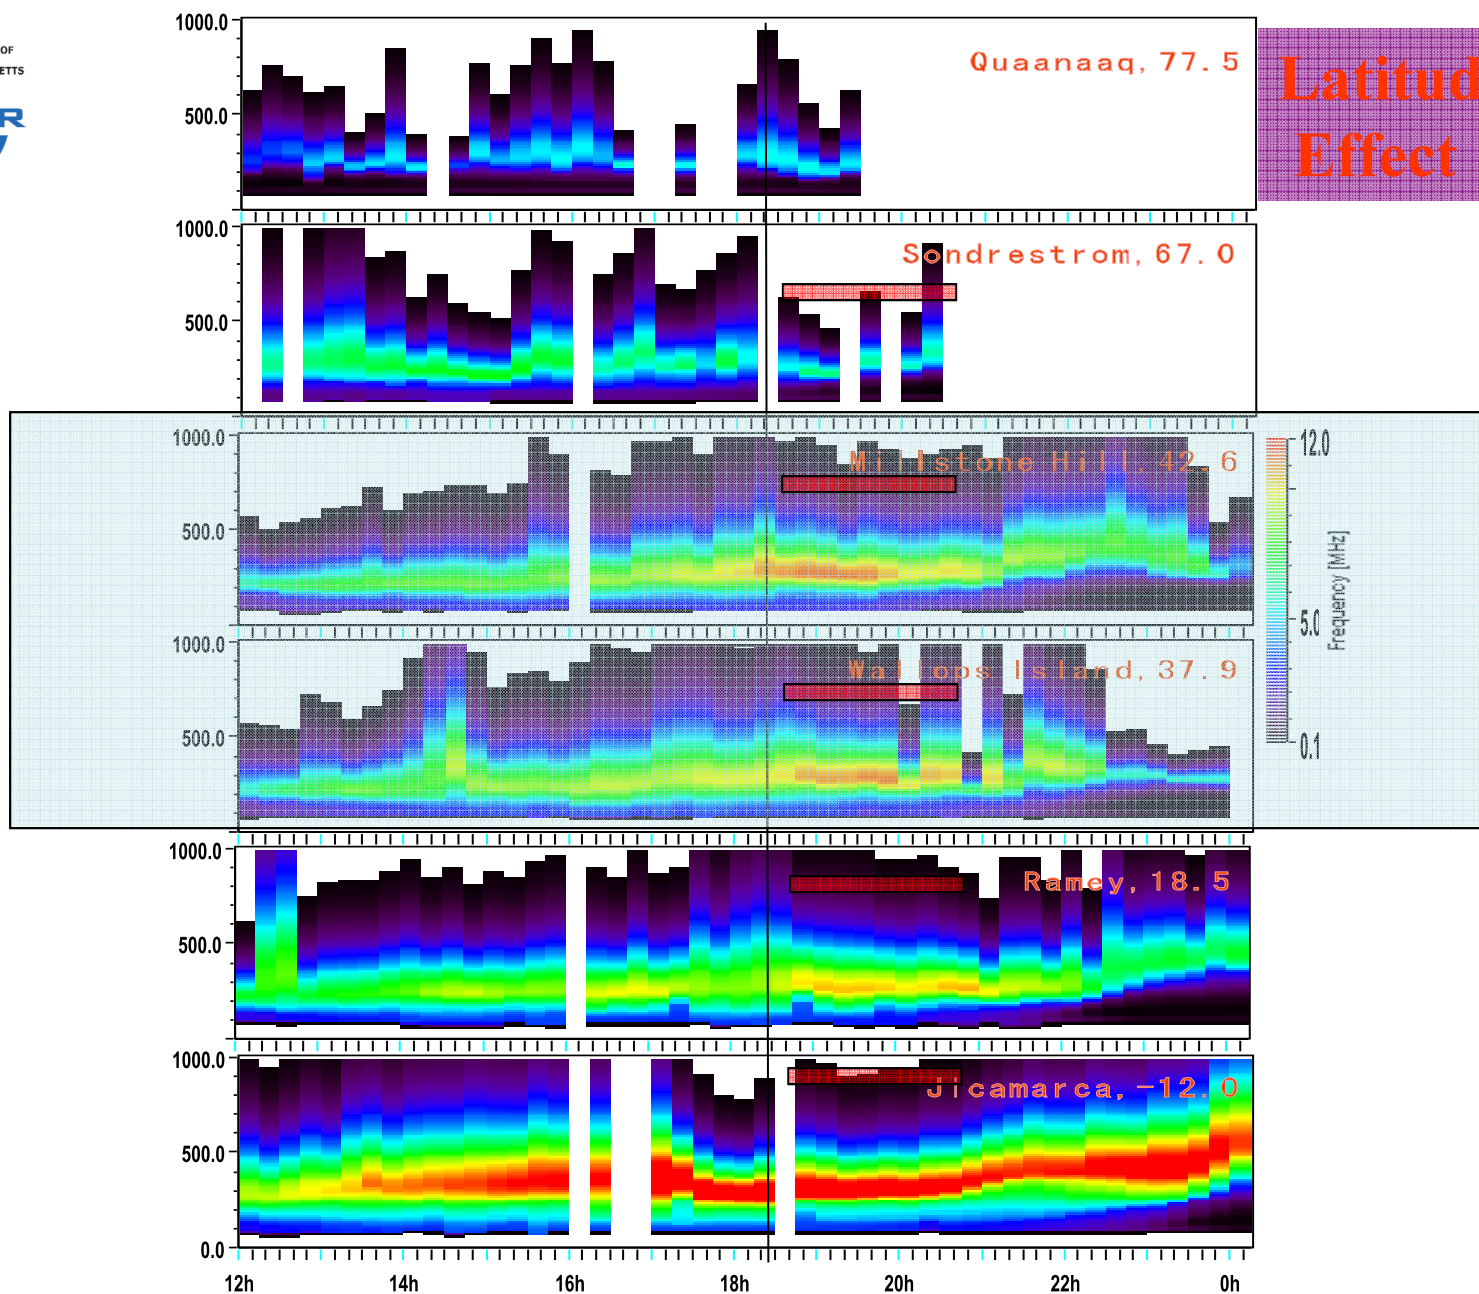 OF
ETTS
R
1000.0
500.0
Quaanaaq, 77.5
Latitud
Effect
1000.0
500.0
Sondrestrom, 67.0
1000.0
500.0
Millstone Hill, 42.6
12.0
5.0
0.1
Frequency [MHz]
1000.0
500.0
Wallops Island, 37.9
1000.0
500.0
Ramey, 18.5
1000.0
500.0
0.0
Jicamarca, -12.0
12h 14h 16h 18h 20h 22h 0h